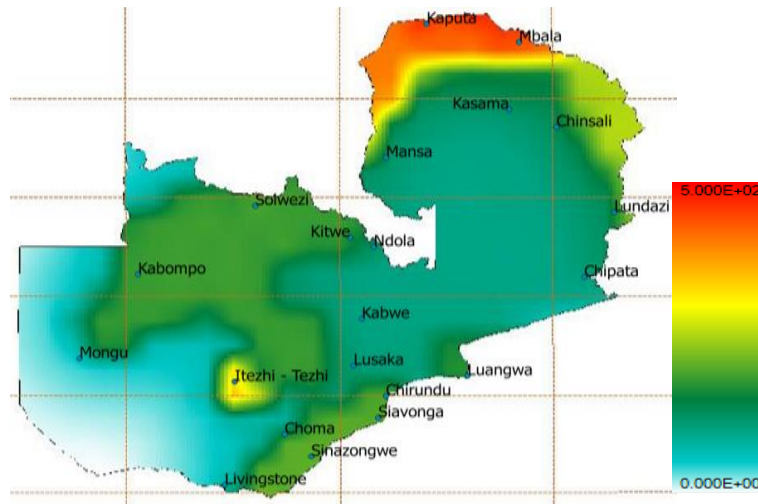 Kaputa
Mbala
Kasama
Chinsali
Mansa
5.000E+02
Solwezi
Lundazi
Kitwe
Ndola
Kabompo
Chipata
Kabwe
Mongu
Lusaka
Luangwa
Itezhi - Tezhi
Chirundu
Siavonga
Choma
Sinazongwe
Livingstone
0.000E+00